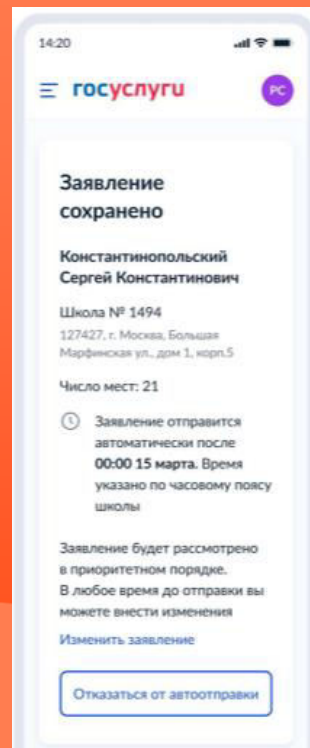 14:20
госуслуги
РС
Заявление
сохранено
Константинопольский
Сергей Константинович
Школа № 1494
127427, г. Москва, Большая
Марфинская ул., дом 1, корп.5
Число мест: 21
Заявление отправится
автоматически после
00:00 15 марта. Время
указано по часовому поясу
школы
Заявление будет рассмотрено
в приоритетном порядке.
В любое время до отправки вы
можете внести изменения
Изменить заявление
Отказаться от автоотправки